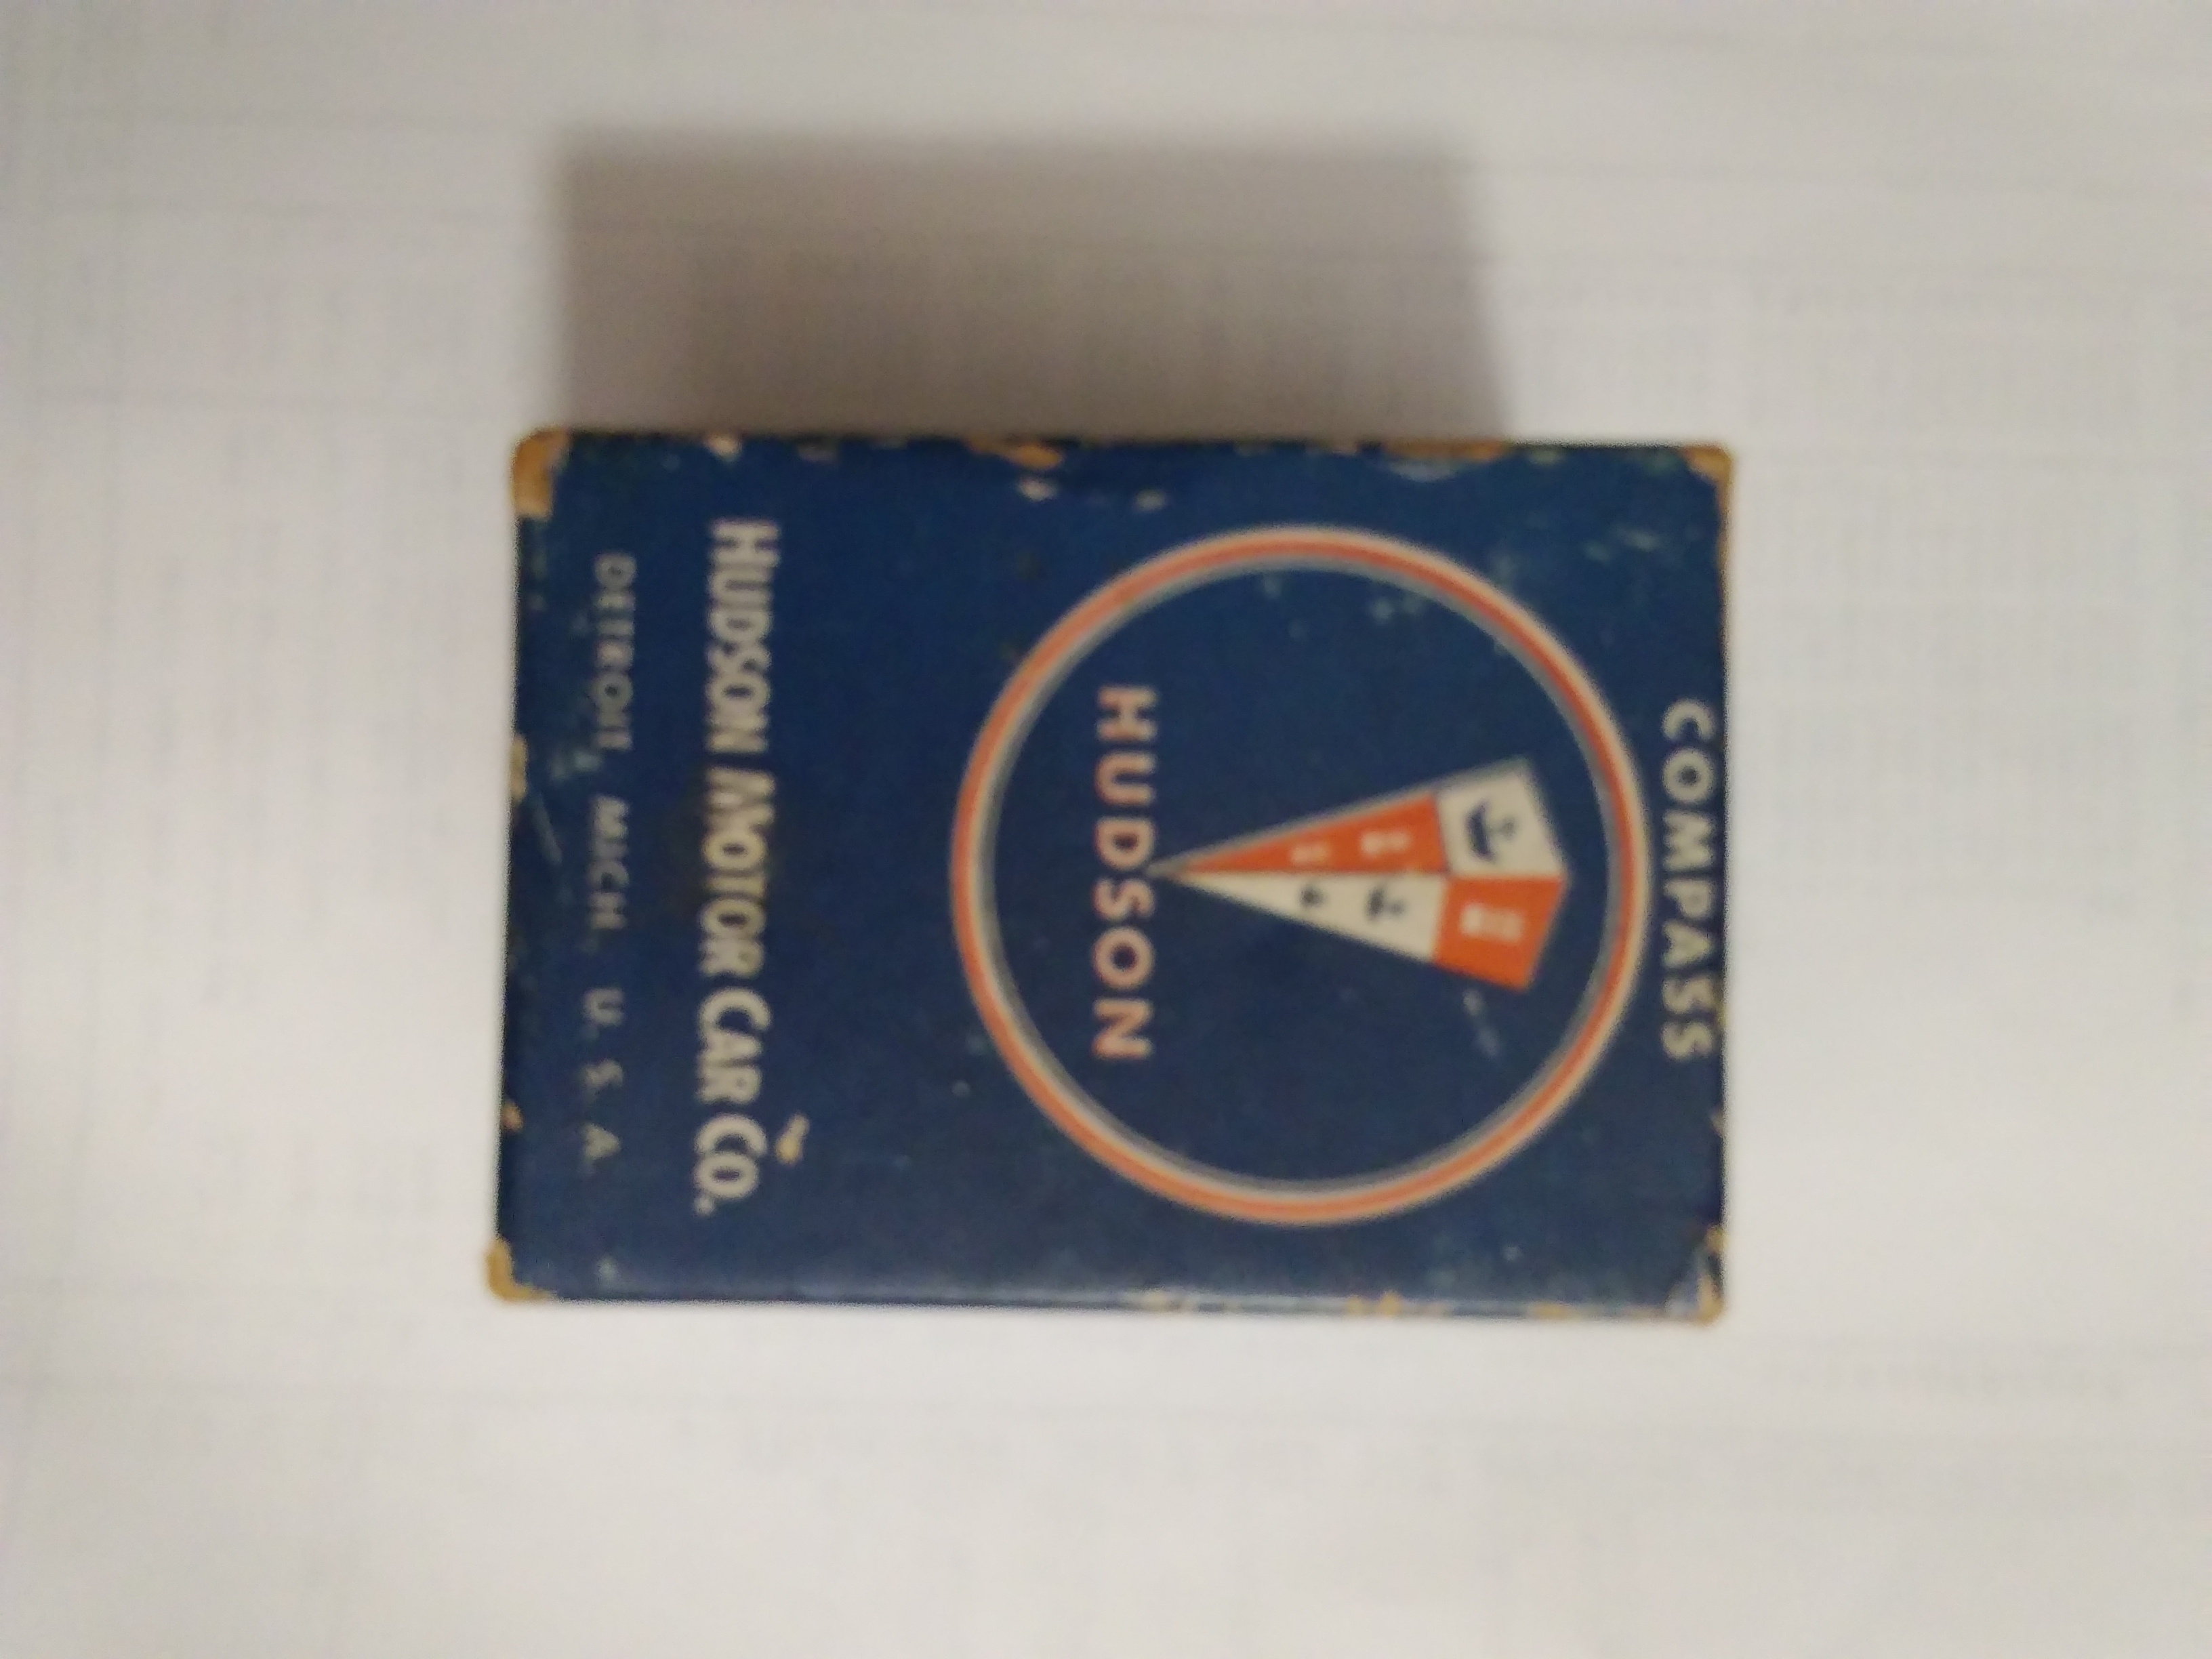 COMPASS
HUDSON
HUDSON MOTOR CAR CO.
DETROIT, MICH. U. S. A.